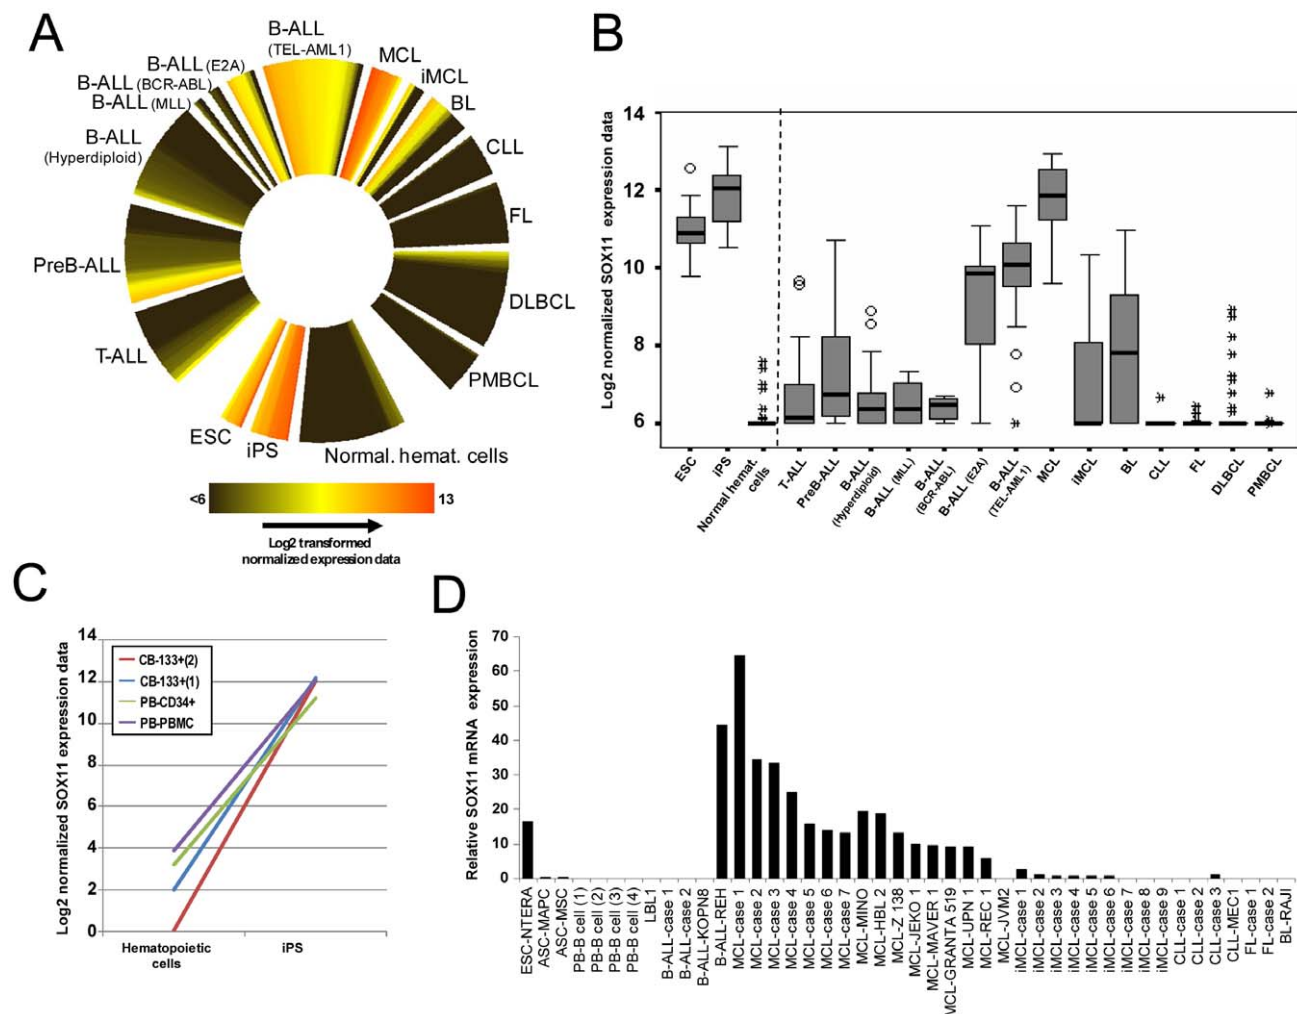 A
B-ALL
(TEL-AML1)
MCL
iMCL
BL
CLL
FL
DLBCL
PMBCL
Normal. hemat. cells
iPS
ESC
T-ALL
PreB-ALL
B-ALL
(Hyperdiploid)
B-ALL (MLL)
B-ALL (BCR-ABL)
B-ALL (E2A)
<6
13
Log2 transformed
normalized expression data
B
Log2 normalized SOX11 expression data
14
12
10
8
6
ESC
iPS
Normal hemat.
cells
T-ALL
PreB-ALL
B-ALL
(Hyperdiploid)
B-ALL (MLL)
B-ALL
(BCR-ABL)
B-ALL (E2A)
B-ALL
(TEL-AML1)
MCL
iMCL
BL
CLL
FL
DLBCL
PMBCL
C
Log2 normalized SOX11 expression data
14
12
10
8
6
4
2
0
CB-133+(2)
CB-133+(1)
PB-CD34+
PB-PBMC
Hematopoietic
cells
iPS
D
Relative SOX11 mRNA expression
70
60
50
40
30
20
10
0
ESC-NTERA
ASC-MAPC
ASC-MSC
PB-B cell (1)
PB-B cell (2)
PB-B cell (3)
PB-B cell (4)
LBL1
B-ALL-case 1
B-ALL-case 2
B-ALL-KOPN8
B-ALL-REH
MCL-case 1
MCL-case 2
MCL-case 3
MCL-case 4
MCL-case 5
MCL-case 6
MCL-case 7
MCL-MINO
MCL-HBL 2
MCL-Z 138
MCL-JEKO 1
MCL-MAVER 1
MCL-GRANTA 519
MCL-UPN 1
MCL-REC 1
MCL-JVM2
iMCL-case 1
iMCL-case 2
iMCL-case 3
iMCL-case 4
iMCL-case 5
iMCL-case 6
iMCL-case 7
iMCL-case 8
iMCL-case 9
CLL-case 1
CLL-case 2
CLL-case 3
CLL-MEC1
FL-case 1
FL-case 2
BL-RAJI